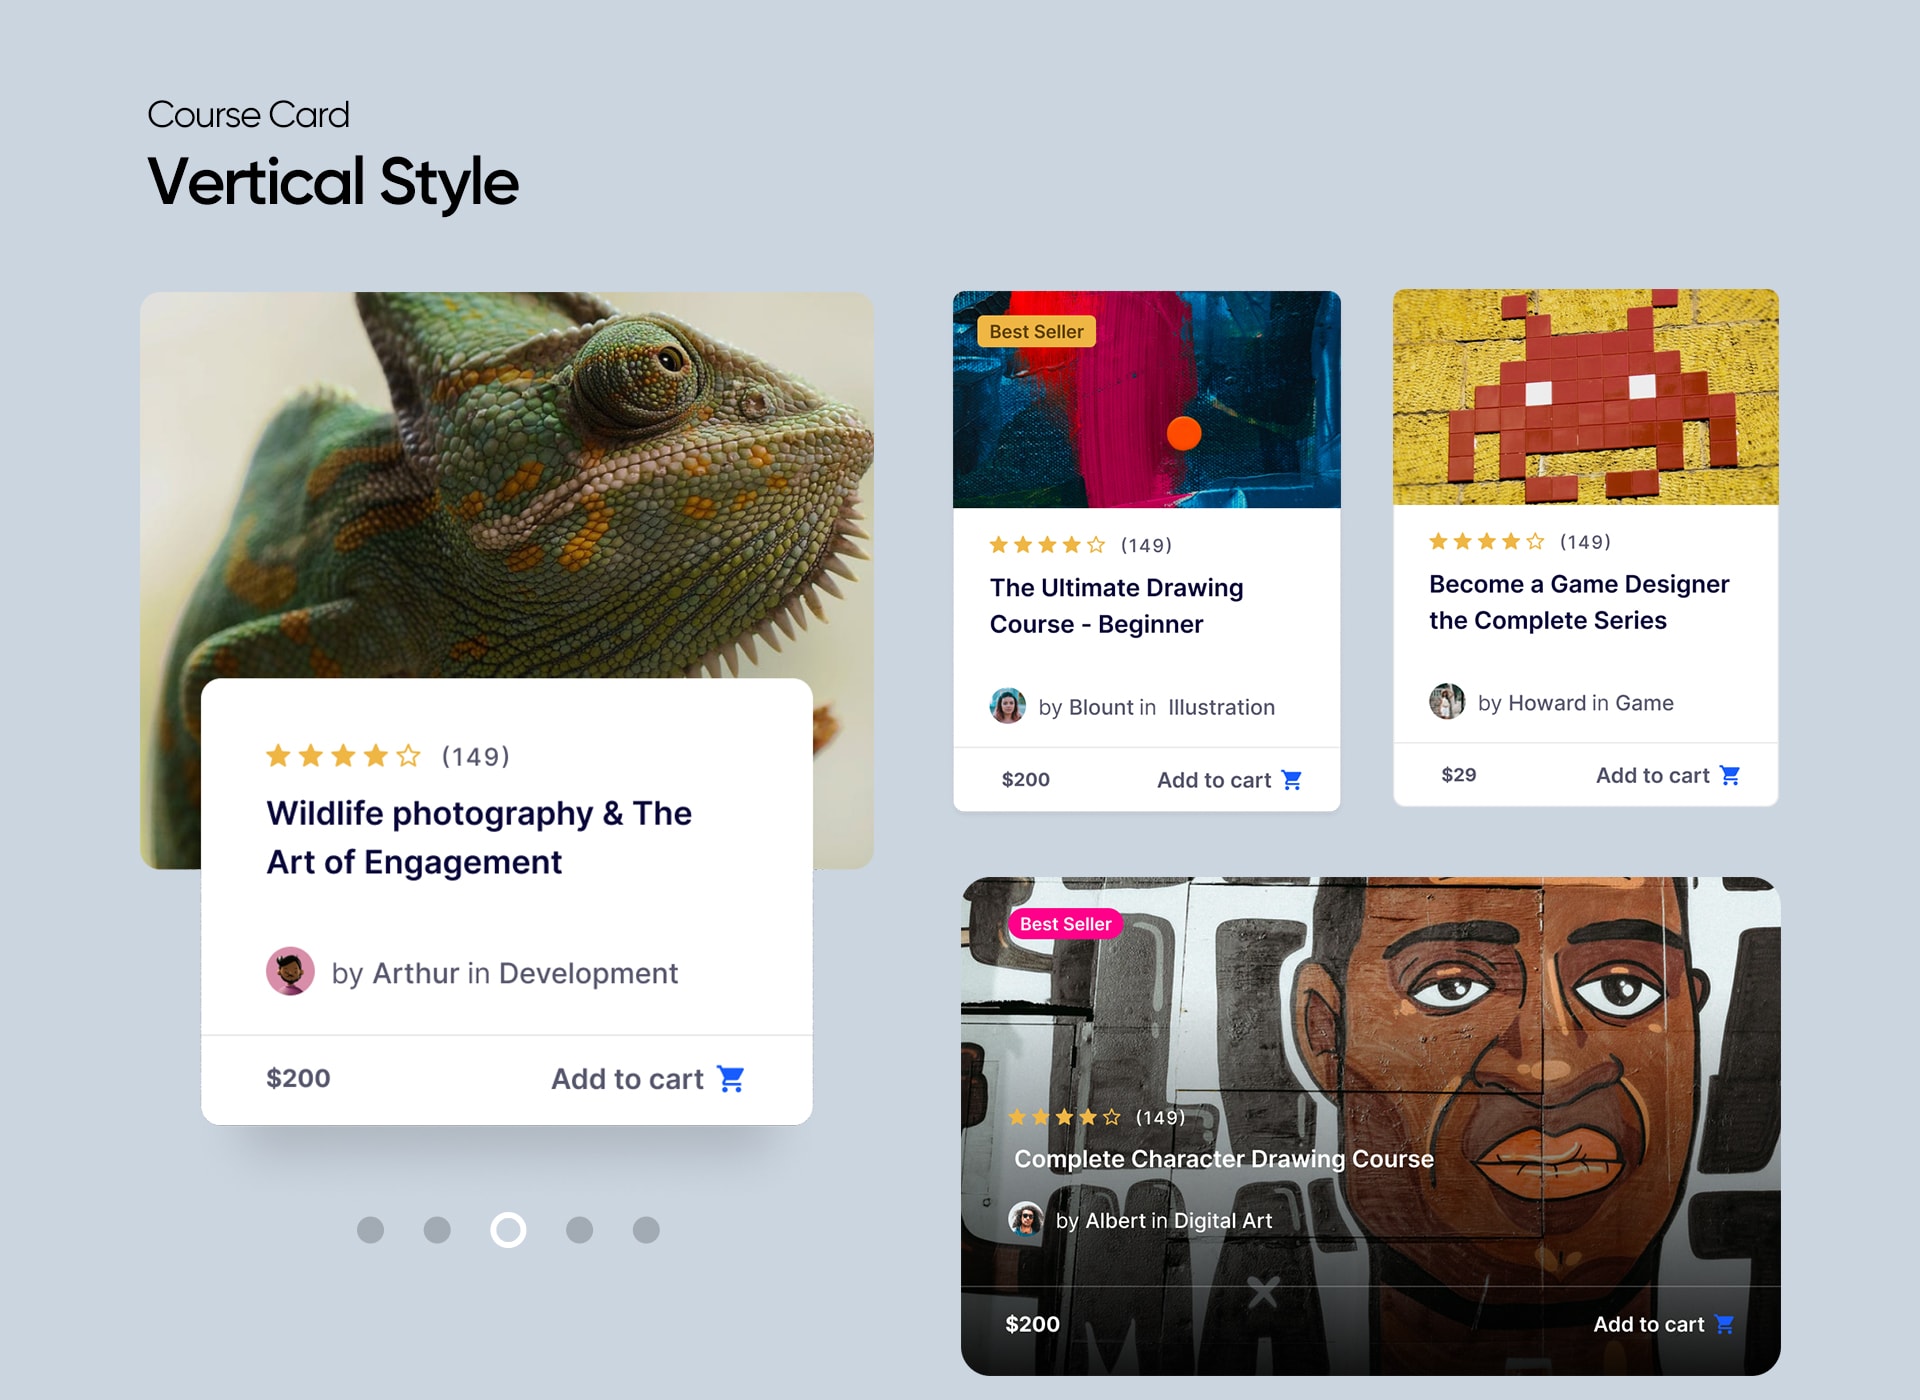 Course Card
Vertical Style
★★★★☆ (149)
Wildlife photography & The
Art of Engagement
by Arthur in Development
$200 Add to cart
Best Seller
★★★★☆ (149)
The Ultimate Drawing
Course - Beginner
by Blount in Illustration
$200 Add to cart
★★★★☆ (149)
Become a Game Designer
the Complete Series
by Howard in Game
$29 Add to cart
Best Seller
★★★★☆ (149)
Complete Character Drawing Course
by Albert in Digital Art
$200 Add to cart